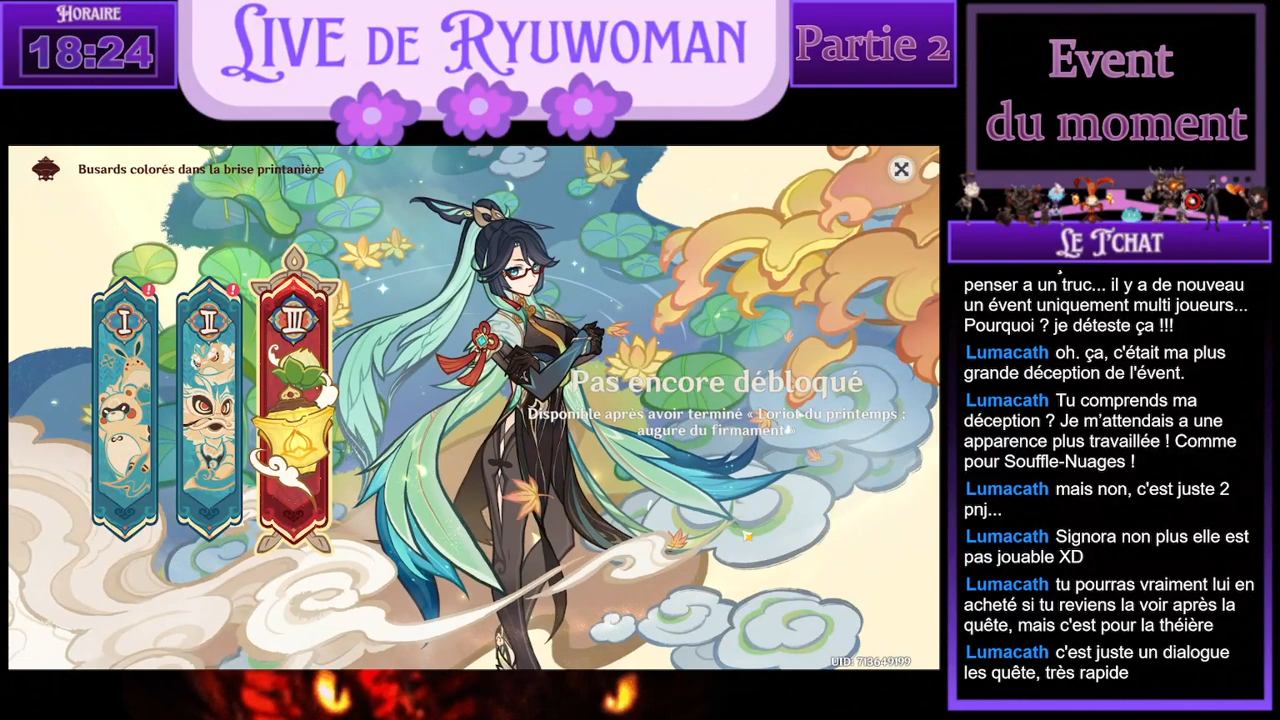 Horaire
18:24
Live de Ryuwoman
Partie 2
Event
du moment
Busards colorés dans la brise printanière
I
II
III
Pas encore débloqué
Disponible après avoir terminé « L'oriot du printemps :
augure du firmament »
UID: 713649199
Le T'chat
penser a un truc... il y a de nouveau
un évent uniquement multi joueurs...
Pourquoi ? je déteste ça !!!
Lumacath oh. ça, c'était ma plus
grande déception de l'évent.
Lumacath Tu comprends ma
déception ? Je m'attendais a une
apparence plus travaillée ! Comme
pour Souffle-Nuages !
Lumacath mais non, c'est juste 2
pnj...
Lumacath Signora non plus elle est
pas jouable XD
Lumacath tu pourras vraiment lui en
acheté si tu reviens la voir après la
quête, mais c'est pour la théière
Lumacath c'est juste un dialogue
les quête, très rapide